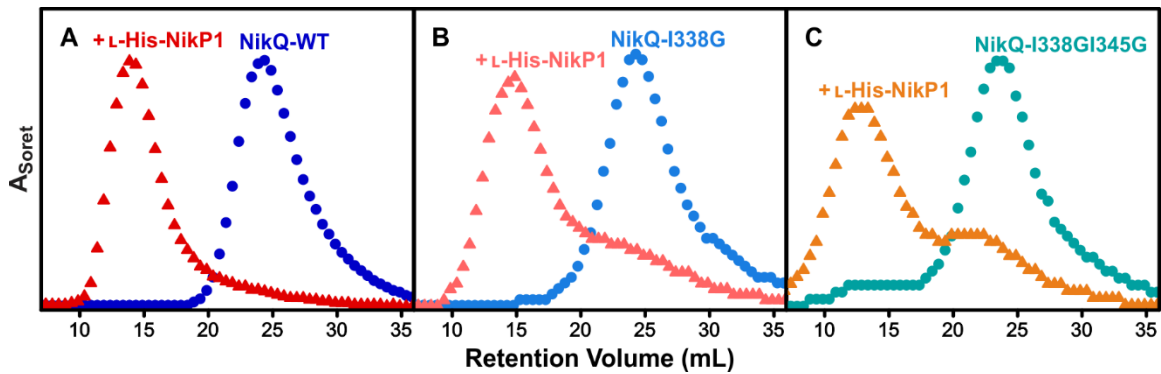 A
+ ʟ-His-NikP1
NikQ-WT
B
+ ʟ-His-NikP1
NikQ-I338G
C
+ ʟ-His-NikP1
NikQ-I338GI345G
A_Soret
10 15 20 25 30 35
10 15 20 25 30 35
10 15 20 25 30 35
Retention Volume (mL)